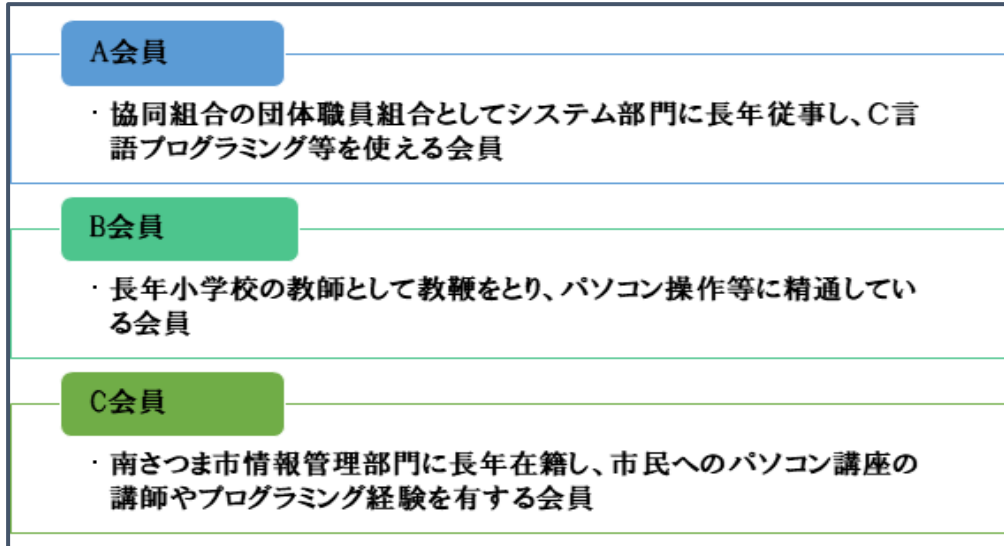 A会員
・協同組合の団体職員組合としてシステム部門に長年従事し、C言
語プログラミング等を使える会員
B会員
・長年小学校の教師として教鞭をとり、パソコン操作等に精通してい
る会員
C会員
・南さつま市情報管理部門に長年在籍し、市民へのパソコン講座の
講師やプログラミング経験を有する会員